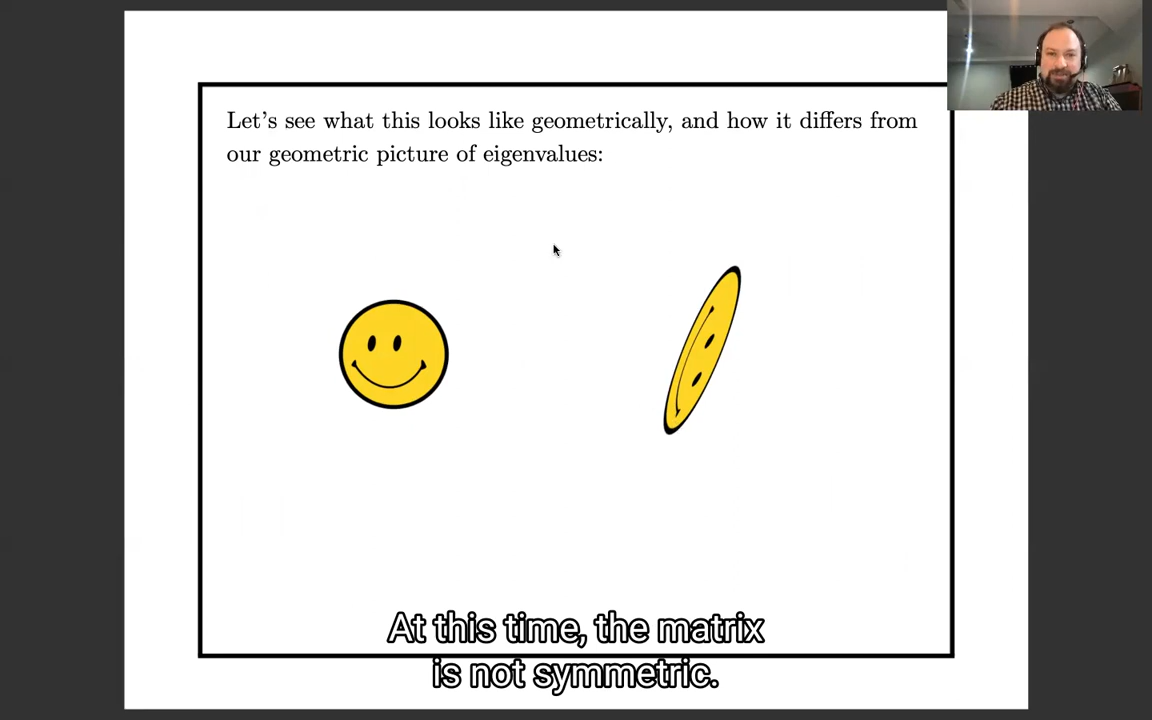 Let’s see what this looks like geometrically, and how it differs from
our geometric picture of eigenvalues:
At this time, the matrix
is not symmetric.